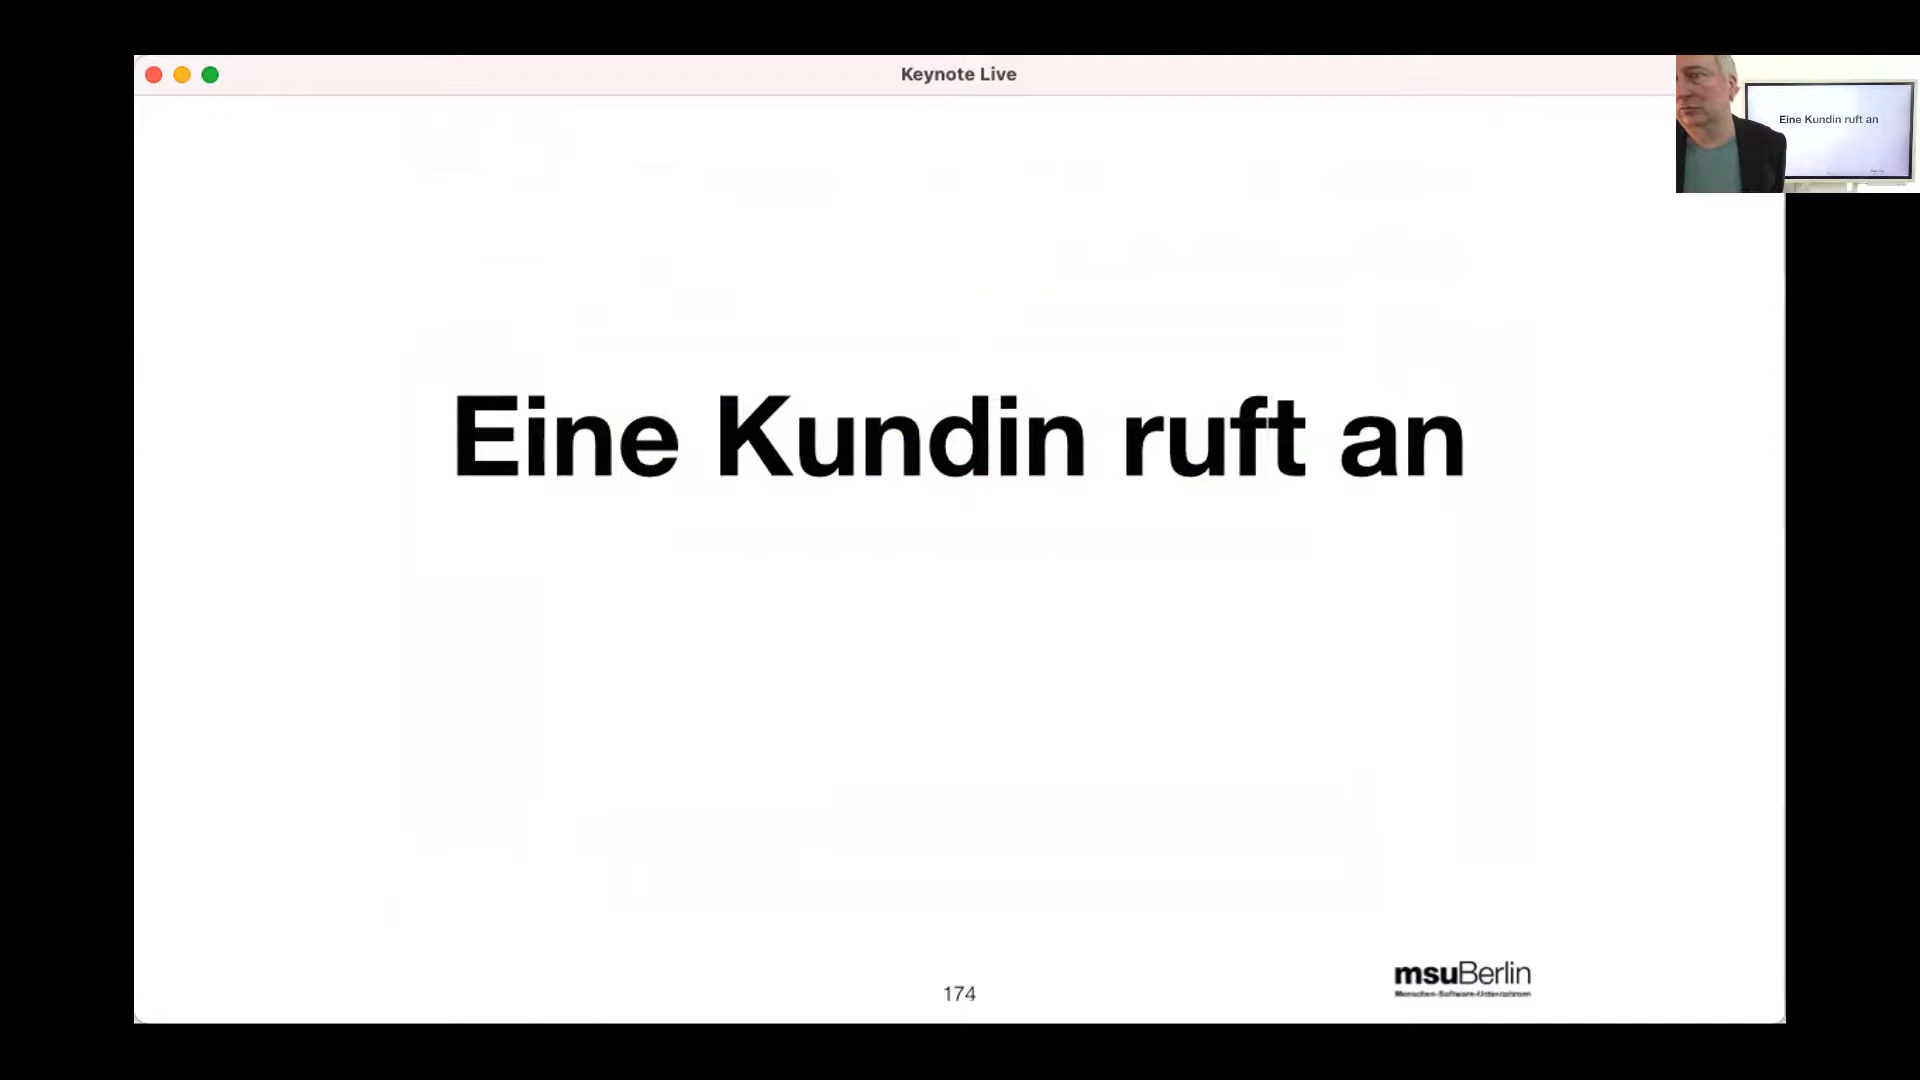 Keynote Live
Eine Kundin ruft an
Eine Kundin ruft an
174
msuBerlin
Menschen-Software-Unternehmen